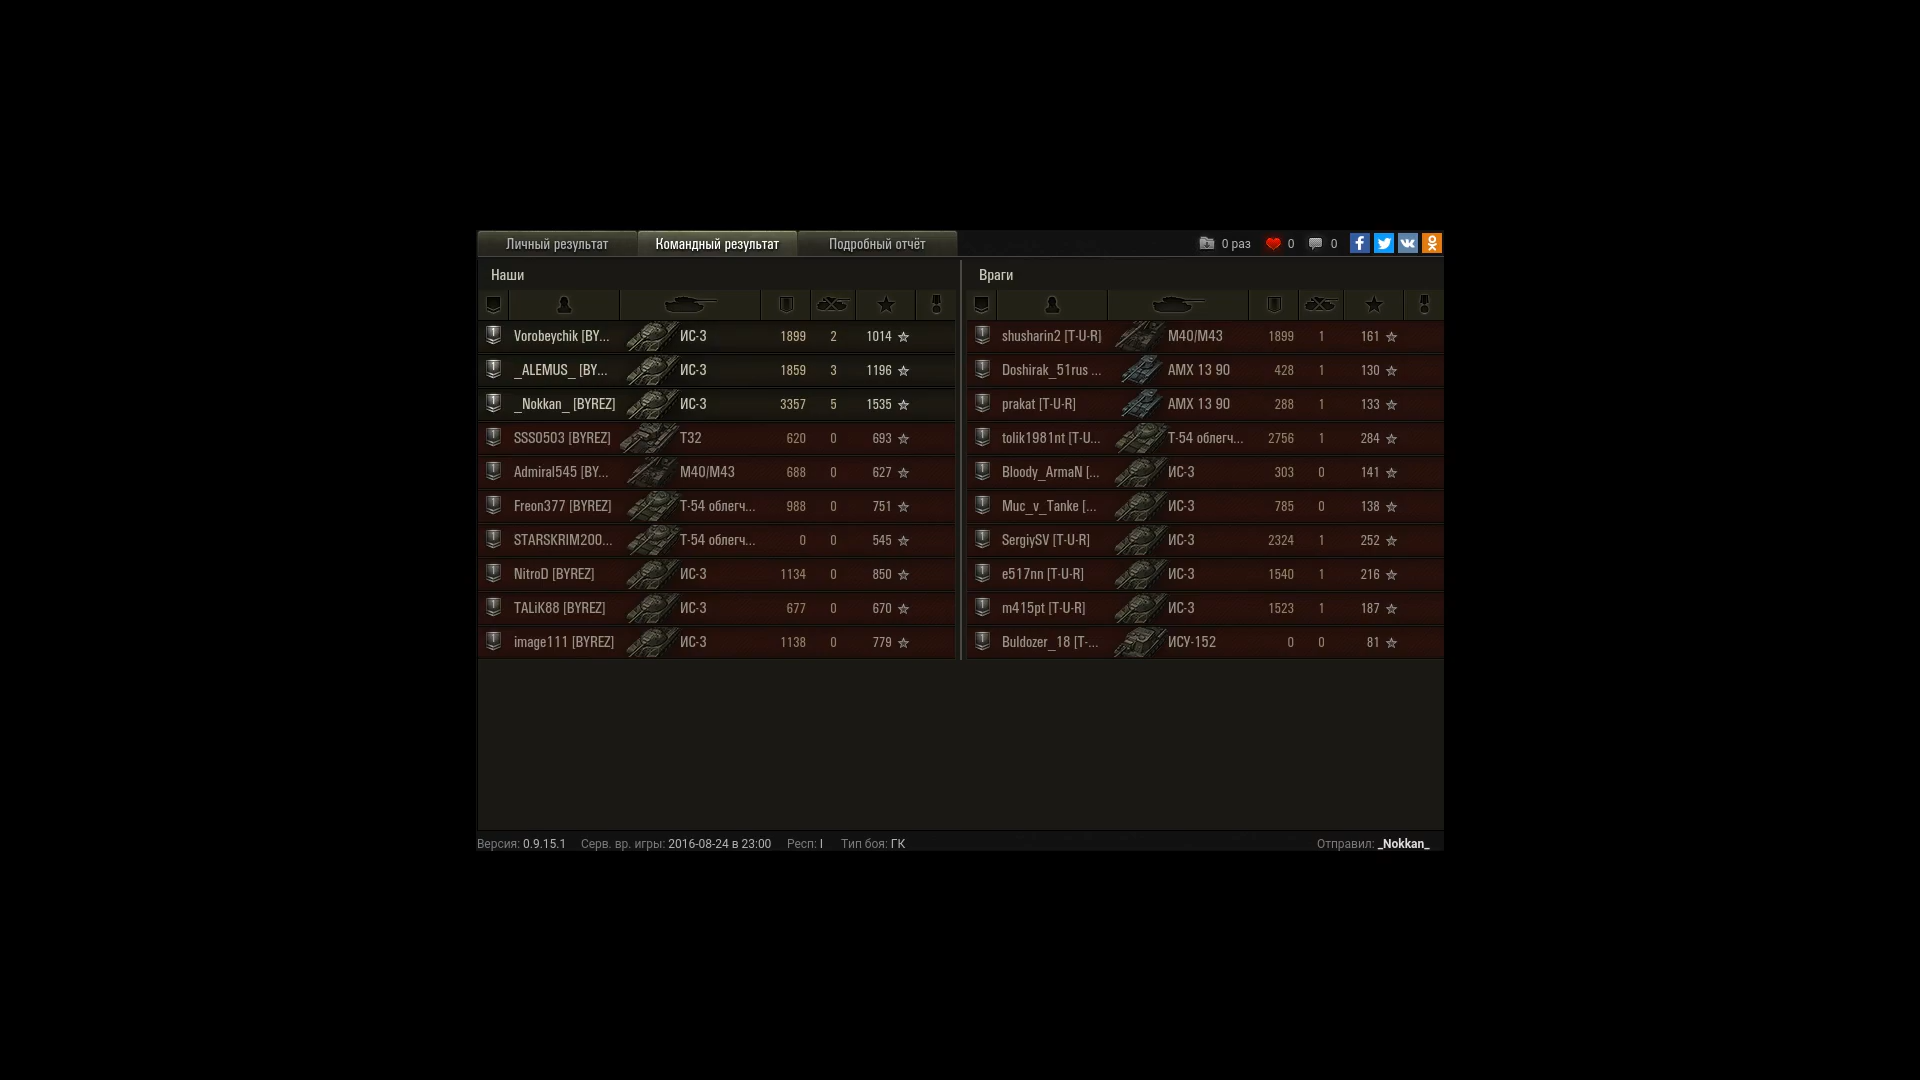 Личный результат Командный результат Подробный отчёт 0 раз 0 0
Наши Враги
Vorobeychik [BY... ИС-3 1899 2 1014 shusharin2 [T-U-R] M40/M43 1899 1 161
_ALEMUS_ [BY... ИС-3 1859 3 1196 Doshirak_51rus ... AMX 13 90 428 1 130
_Nokkan_ [BYREZ] ИС-3 3357 5 1535 prakat [T-U-R] AMX 13 90 288 1 133
SSS0503 [BYREZ] T32 620 0 693 tolik1981nt [T-U... Т-54 облегч... 2756 1 284
Admiral545 [BY... M40/M43 688 0 627 Bloody_ArmaN [... ИС-3 303 0 141
Freon377 [BYREZ] Т-54 облегч... 988 0 751 Muc_v_Tanke [... ИС-3 785 0 138
STARSKRIM200... Т-54 облегч... 0 0 545 SergiySV [T-U-R] ИС-3 2324 1 252
NitroD [BYREZ] ИС-3 1134 0 850 e517nn [T-U-R] ИС-3 1540 1 216
TALiK88 [BYREZ] ИС-3 677 0 670 m415pt [T-U-R] ИС-3 1523 1 187
image111 [BYREZ] ИС-3 1138 0 779 Buldozer_18 [T-... ИСУ-152 0 0 81
Версия: 0.9.15.1 Серв. вр. игры: 2016-08-24 в 23:00 Респ: I Тип боя: ГК Отправил: _Nokkan_